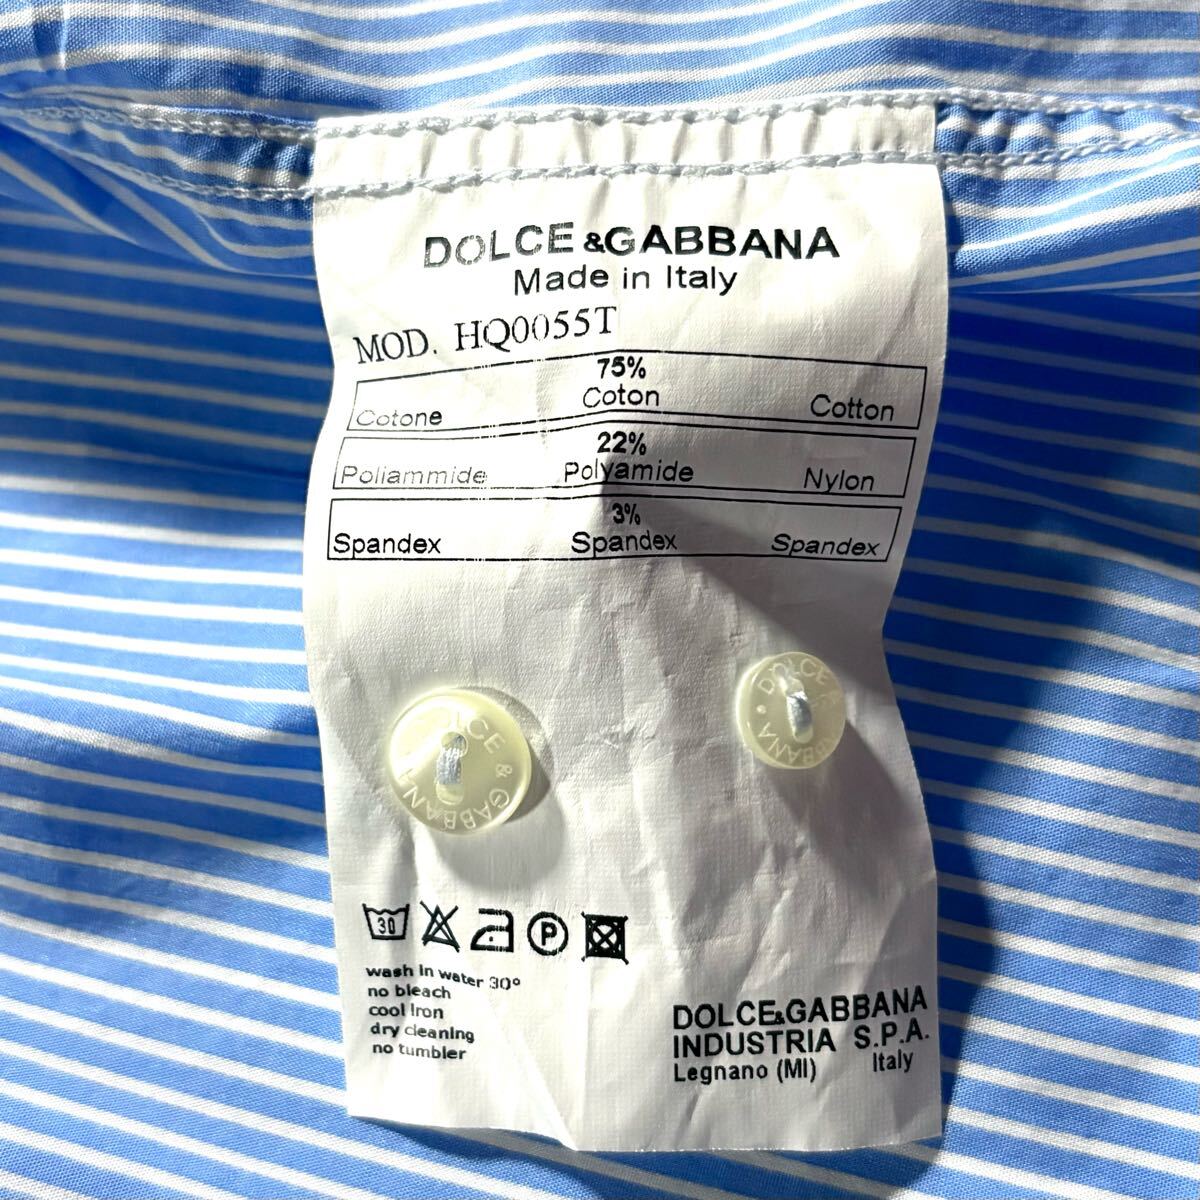 DOLCE &GABBANA
Made in Italy
MOD. HQ0055T
75%
Cotone Coton Cotton
22%
Poliammide Polyamide Nylon
3%
Spandex Spandex Spandex
DOLCE & GABBANA
DOLCE & GABBANA
30 P
wash in water 30°
no bleach
cool iron
dry cleaning
no tumbler
DOLCE&GABBANA
INDUSTRIA S.P.A.
Legnano (MI) Italy